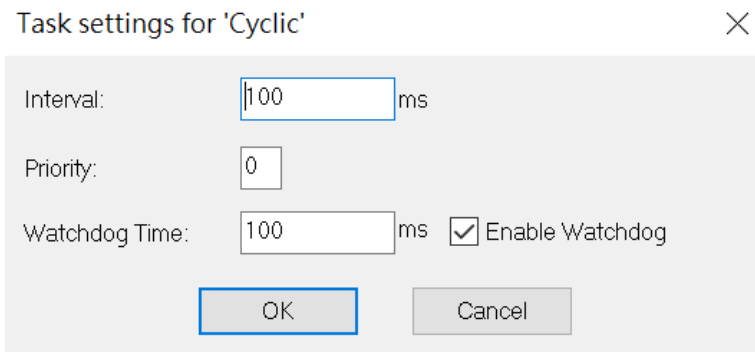 Task settings for 'Cyclic'
Interval: 100 ms
Priority: 0
Watchdog Time: 100 ms Enable Watchdog
OK Cancel